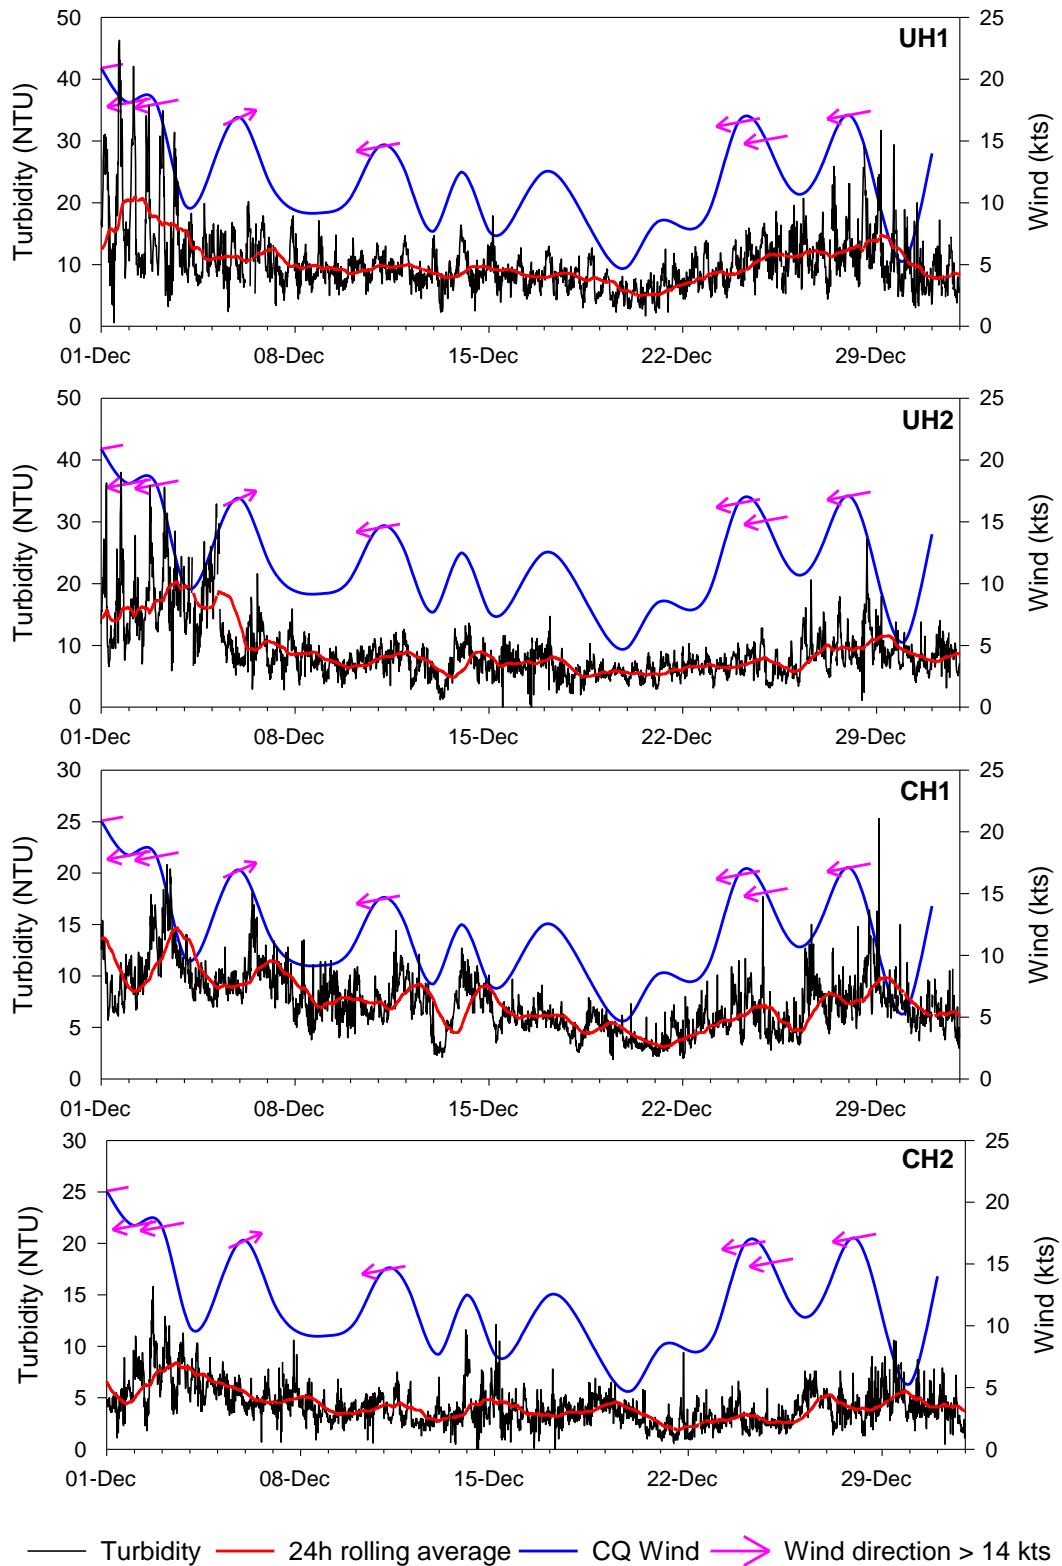 50 25
UH1
40 20
30 15
20 10
10 5
0 0
Turbidity (NTU)
Wind (kts)
01-Dec 08-Dec 15-Dec 22-Dec 29-Dec
50 25
UH2
40 20
30 15
20 10
10 5
0 0
Turbidity (NTU)
Wind (kts)
01-Dec 08-Dec 15-Dec 22-Dec 29-Dec
30 25
CH1
25 20
20 15
15 10
10 5
5 0
0
Turbidity (NTU)
Wind (kts)
01-Dec 08-Dec 15-Dec 22-Dec 29-Dec
30 25
CH2
25 20
20 15
15 10
10 5
5 0
0
Turbidity (NTU)
Wind (kts)
01-Dec 08-Dec 15-Dec 22-Dec 29-Dec
Turbidity 24h rolling average CQ Wind Wind direction > 14 kts